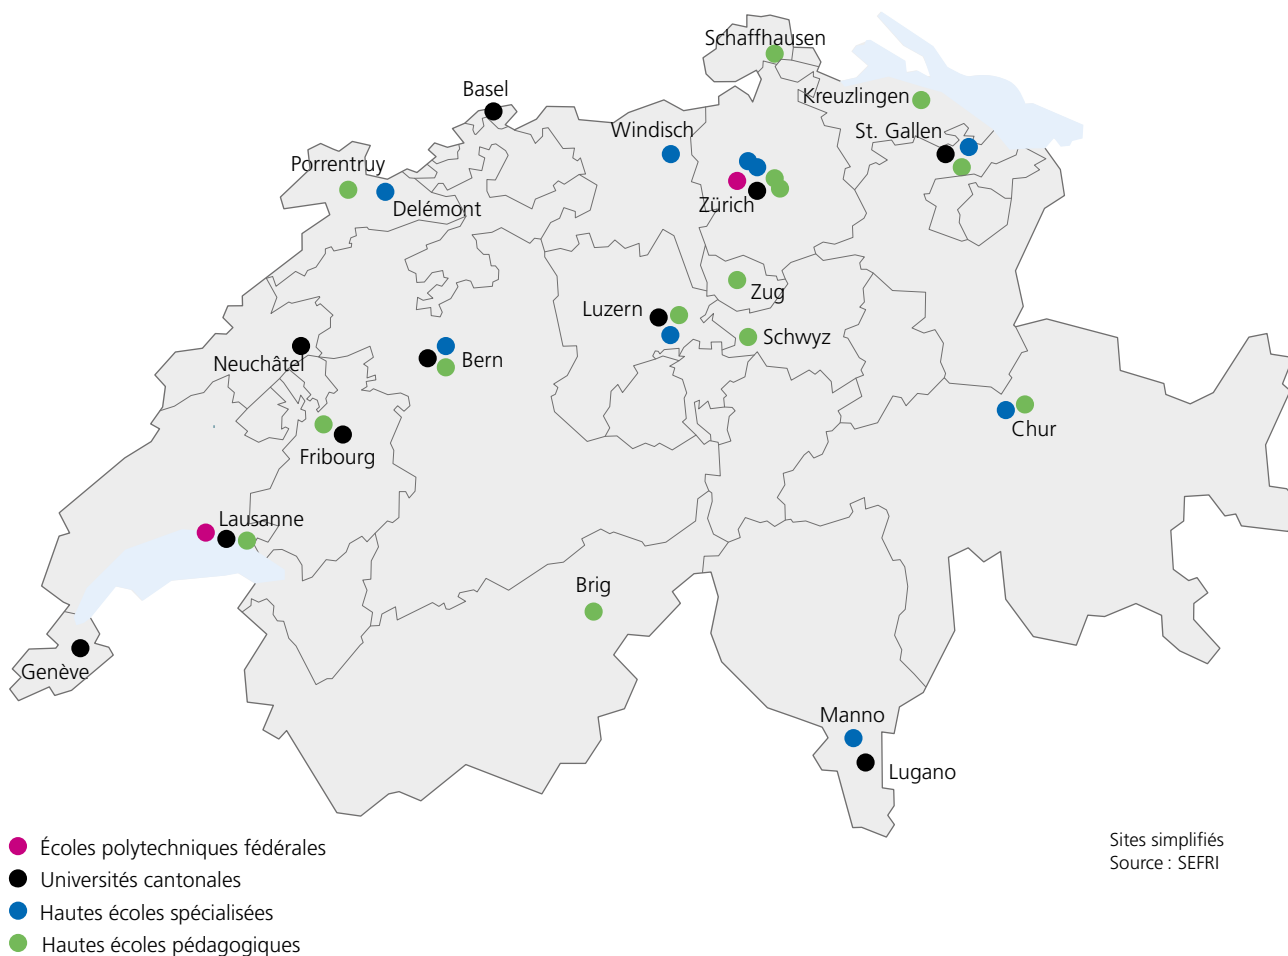 Schaffhausen
Basel
Kreuzlingen
Windisch
St. Gallen
Porrentruy
Delémont
Zürich
Zug
Luzern
Schwyz
Neuchâtel
Bern
Chur
Fribourg
Lausanne
Brig
Genève
Manno
Lugano
Écoles polytechniques fédérales
Universités cantonales
Hautes écoles spécialisées
Hautes écoles pédagogiques
Sites simplifiés
Source : SEFRI